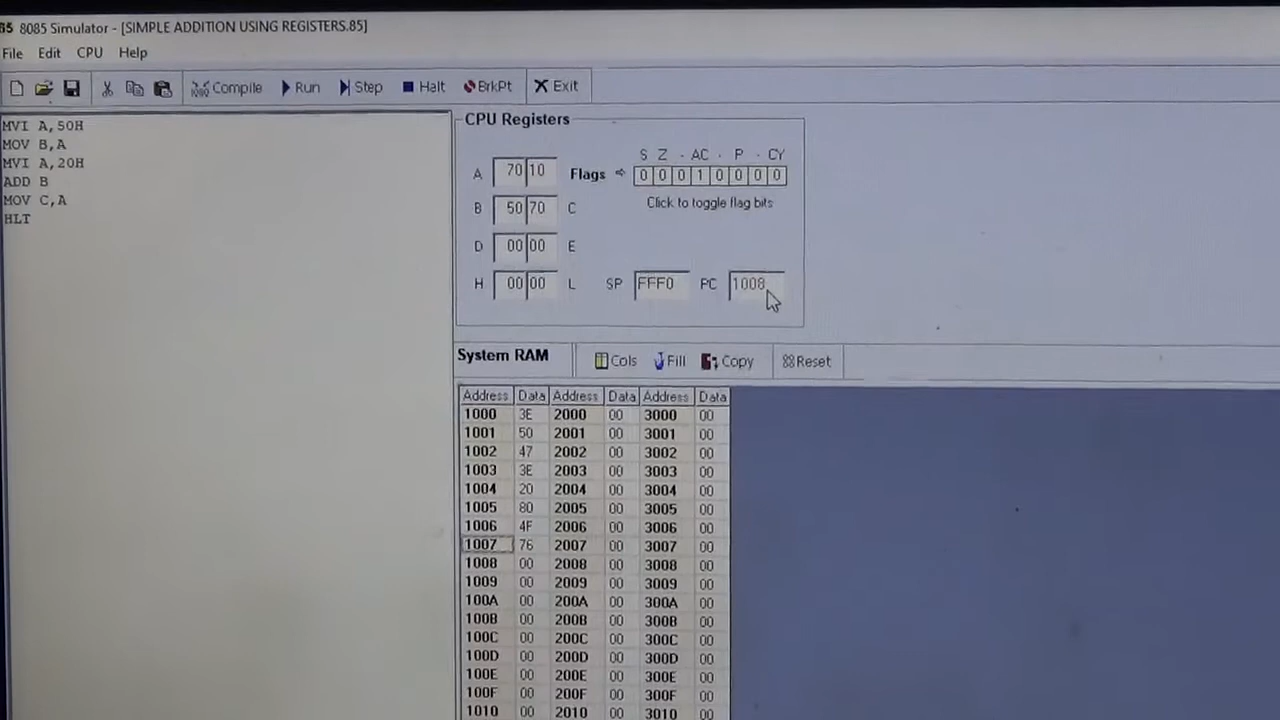 85 8085 Simulator - [SIMPLE ADDITION USING REGISTERS.85]
File Edit CPU Help
Compile Run Step Halt BrkPt Exit
MVI A,50H
MOV B,A
MVI A,20H
ADD B
MOV C,A
HLT
CPU Registers
S Z - AC - P - CY
A 70 10 Flags 0 0 0 1 0 0 0 0
B 50 70 C Click to toggle flag bits
D 00 00 E
H 00 00 L SP FFF0 PC 1008
System RAM Cols Fill Copy Reset
Address Data Address Data Address Data
1000 3E 2000 00 3000 00
1001 50 2001 00 3001 00
1002 47 2002 00 3002 00
1003 3E 2003 00 3003 00
1004 20 2004 00 3004 00
1005 80 2005 00 3005 00
1006 4F 2006 00 3006 00
1007 76 2007 00 3007 00
1008 00 2008 00 3008 00
1009 00 2009 00 3009 00
100A 00 200A 00 300A 00
100B 00 200B 00 300B 00
100C 00 200C 00 300C 00
100D 00 200D 00 300D 00
100E 00 200E 00 300E 00
100F 00 200F 00 300F 00
1010 00 2010 00 3010 00